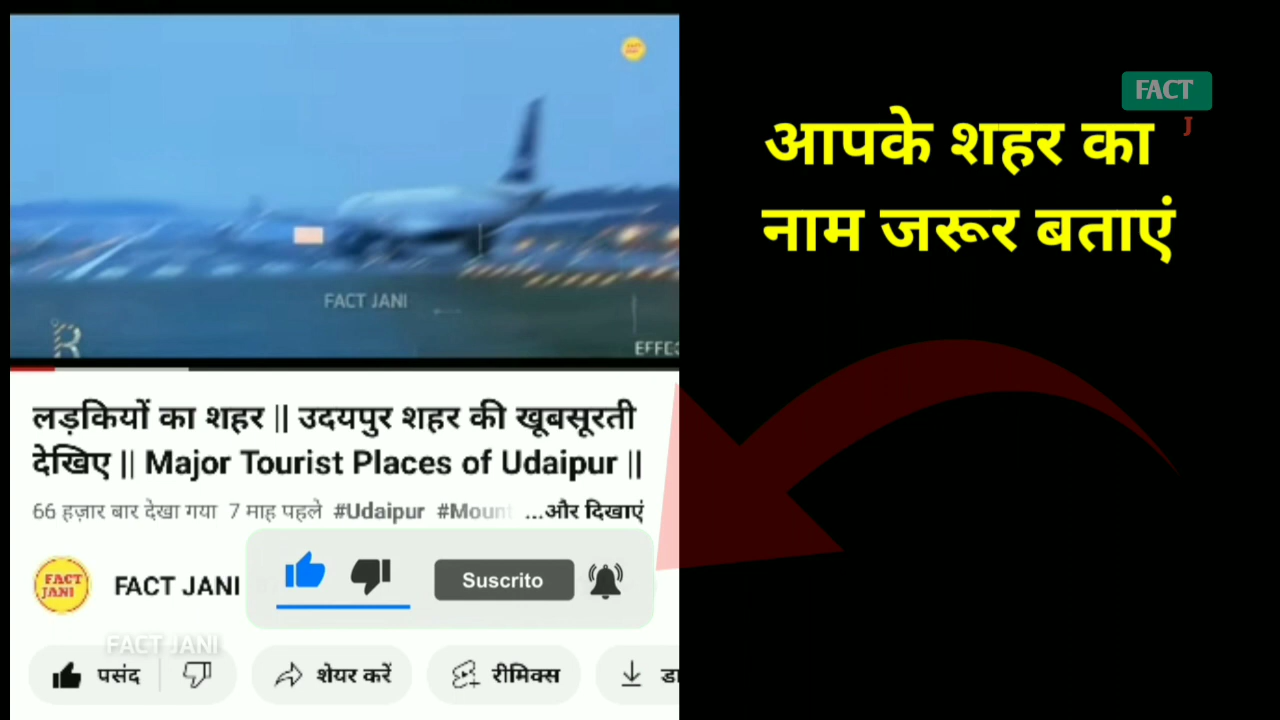 FACT
J
आपके शहर का
नाम जरूर बताएं
FACT JANI
R
EFFE
लड़कियों का शहर || उदयपुर शहर की खूबसूरती
देखिए || Major Tourist Places of Udaipur ||
66 हज़ार बार देखा गया 7 माह पहले #Udaipur #Moun ...और दिखाएं
FACT JANI
FACT JANI
Suscrito
FACT JANI
पसंद
शेयर करें
रीमिक्स
डा